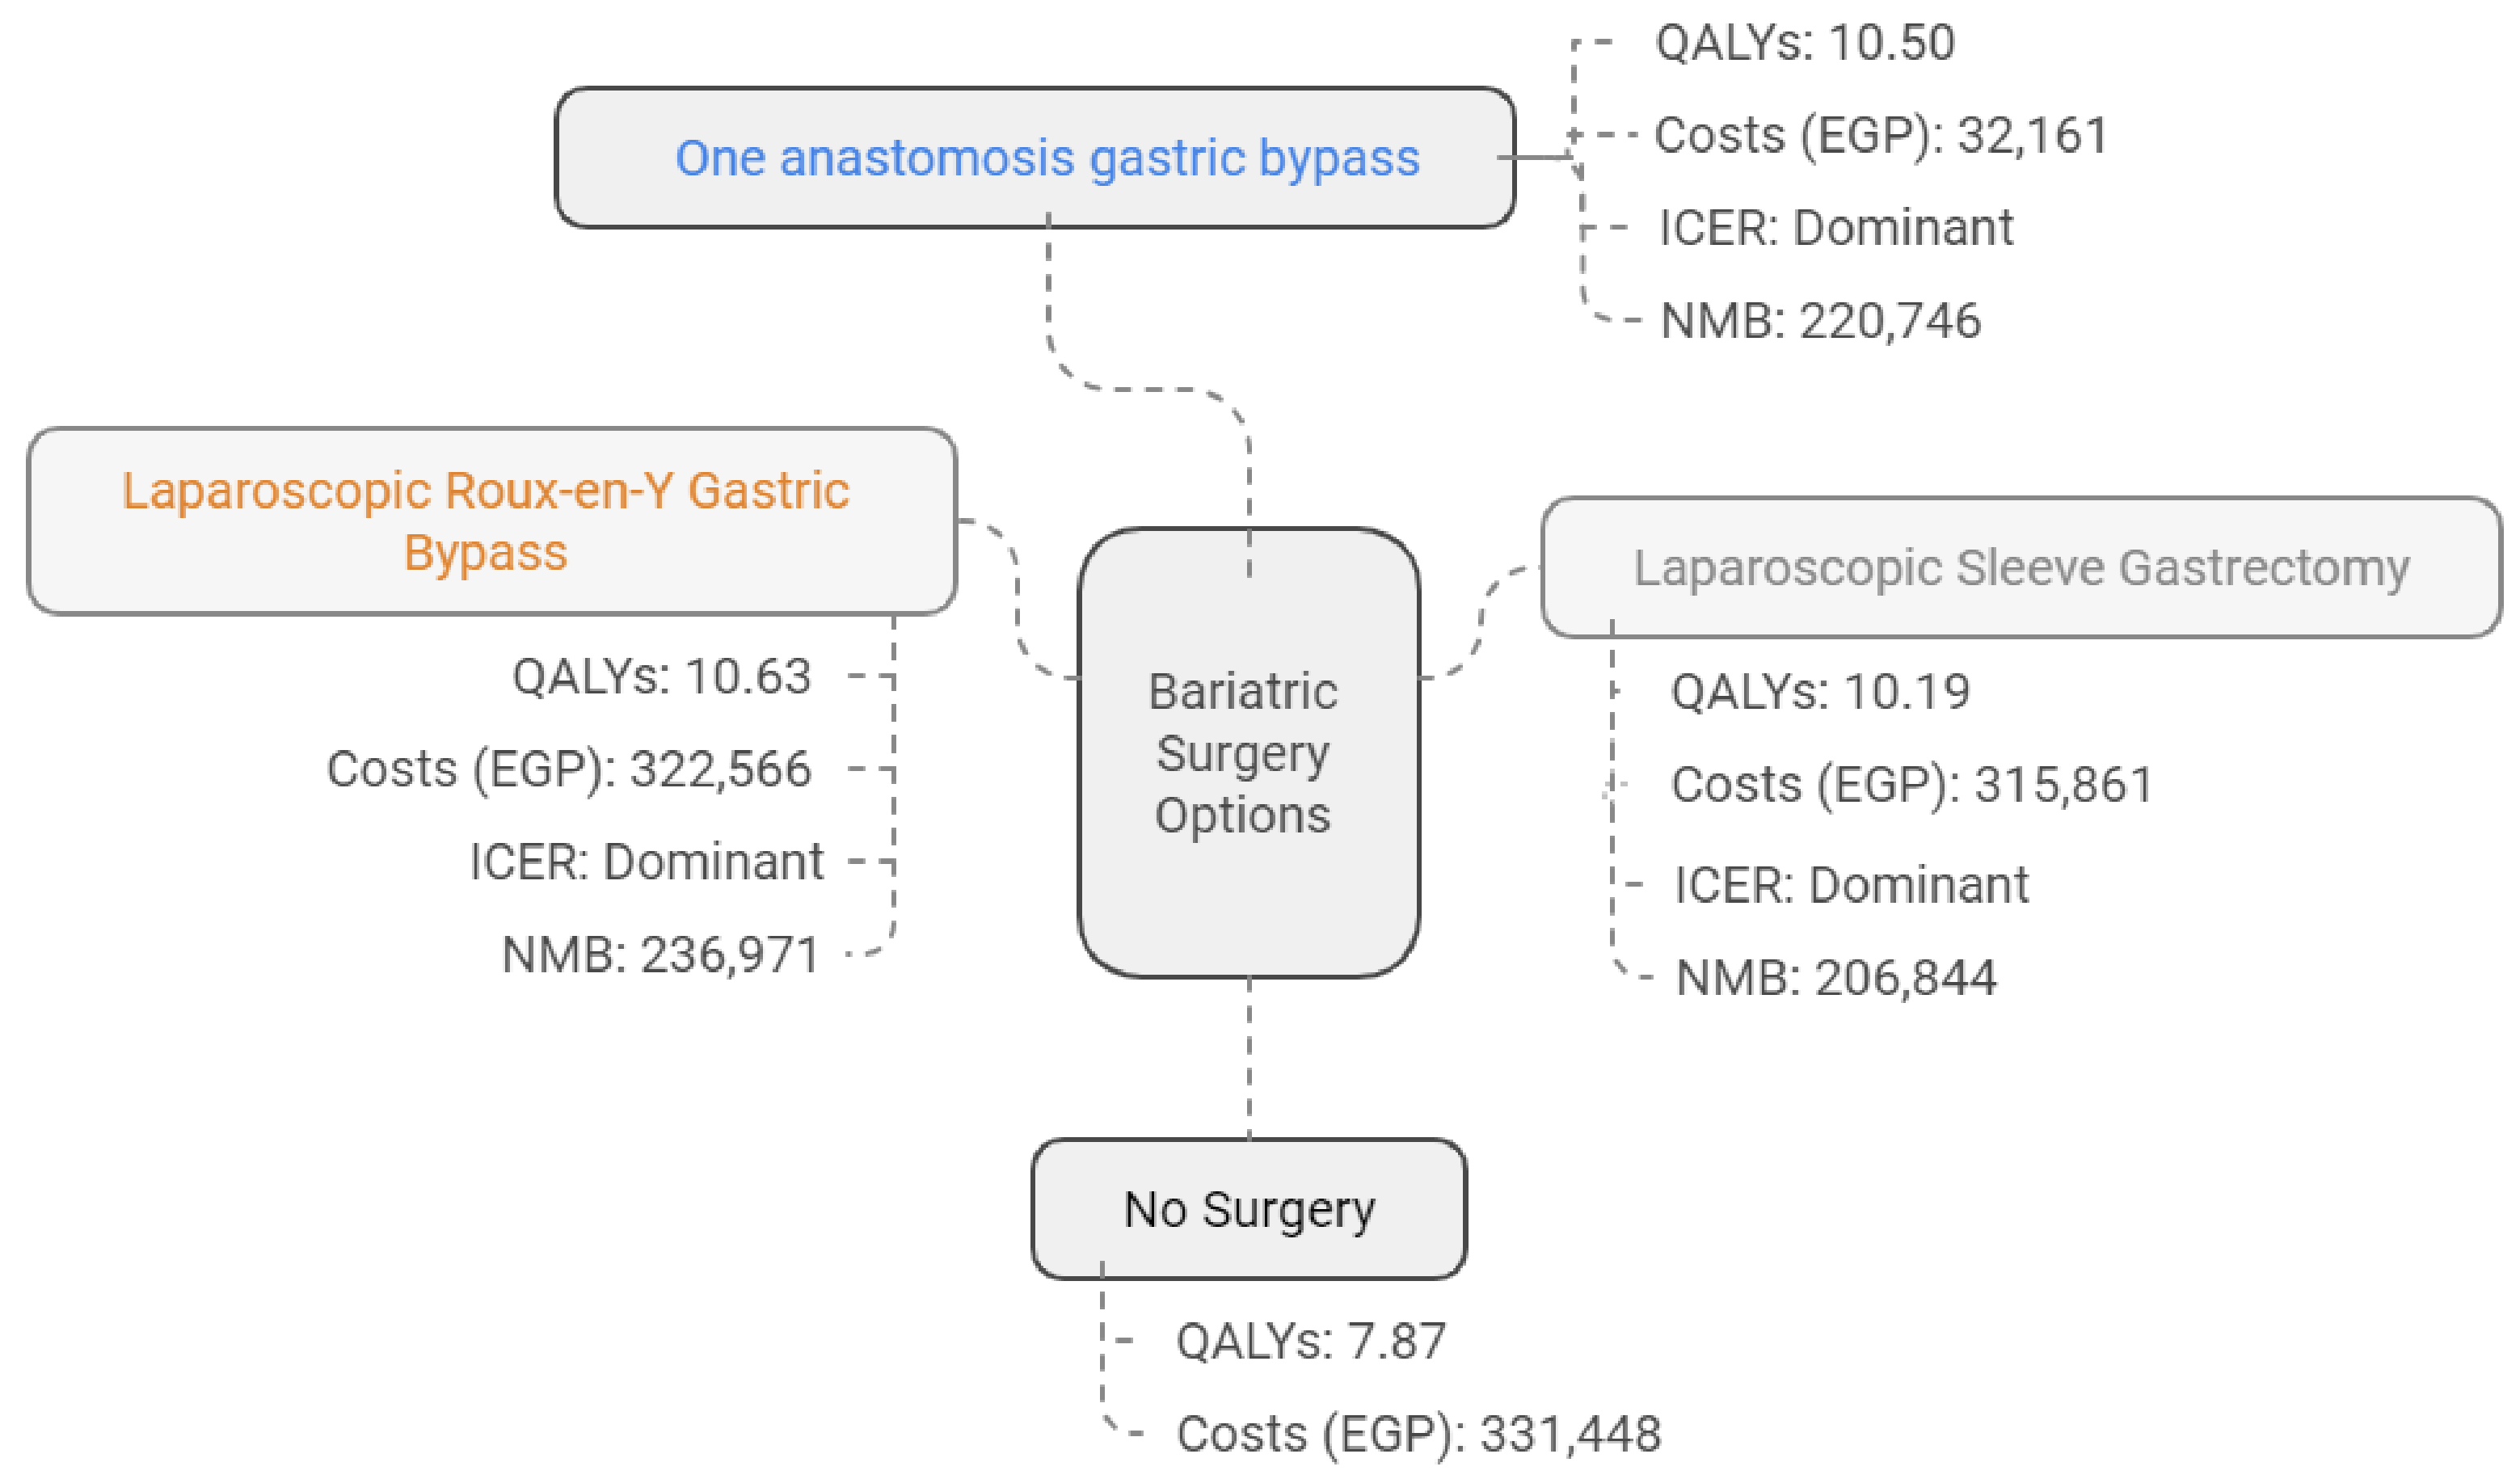 One anastomosis gastric bypass
QALYs: 10.50
Costs (EGP): 32,161
ICER: Dominant
NMB: 220,746
Laparoscopic Roux-en-Y Gastric
Bypass
QALYs: 10.63
Costs (EGP): 322,566
ICER: Dominant
NMB: 236,971
Bariatric
Surgery
Options
Laparoscopic Sleeve Gastrectomy
QALYs: 10.19
Costs (EGP): 315,861
ICER: Dominant
NMB: 206,844
No Surgery
QALYs: 7.87
Costs (EGP): 331,448